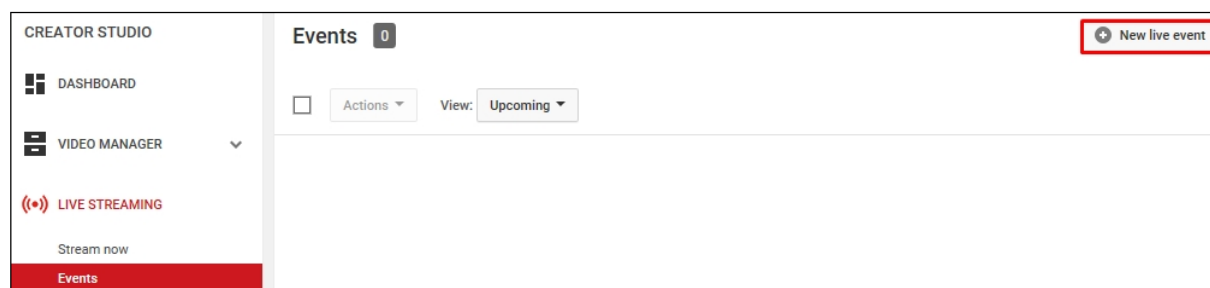 CREATOR STUDIO
DASHBOARD
VIDEO MANAGER
LIVE STREAMING
Stream now
Events
Events 0
New live event
Actions View: Upcoming